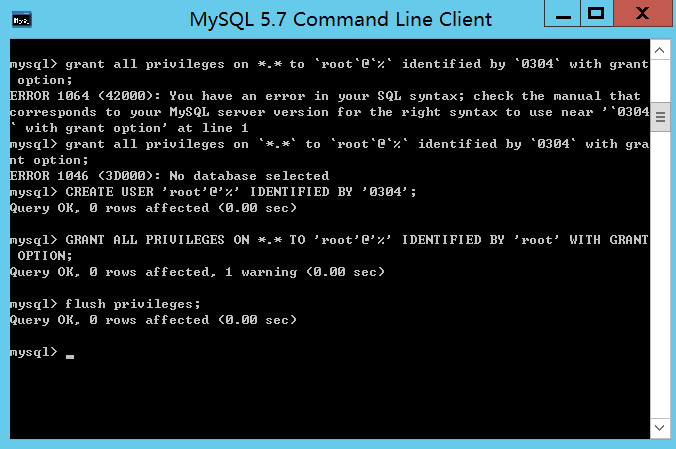 MySQL 5.7 Command Line Client
mysql> grant all privileges on *.* to `root`@`%` identified by `0304` with grant
 option;
ERROR 1064 (42000): You have an error in your SQL syntax; check the manual that
corresponds to your MySQL server version for the right syntax to use near '`0304
` with grant option' at line 1
mysql> grant all privileges on `*.*` to `root`@`%` identified by `0304` with gra
nt option;
ERROR 1046 (3D000): No database selected
mysql> CREATE USER 'root'@'%' IDENTIFIED BY '0304';
Query OK, 0 rows affected (0.00 sec)
mysql> GRANT ALL PRIVILEGES ON *.* TO 'root'@'%' IDENTIFIED BY 'root' WITH GRANT
 OPTION;
Query OK, 0 rows affected, 1 warning (0.00 sec)
mysql> flush privileges;
Query OK, 0 rows affected (0.00 sec)
mysql> _